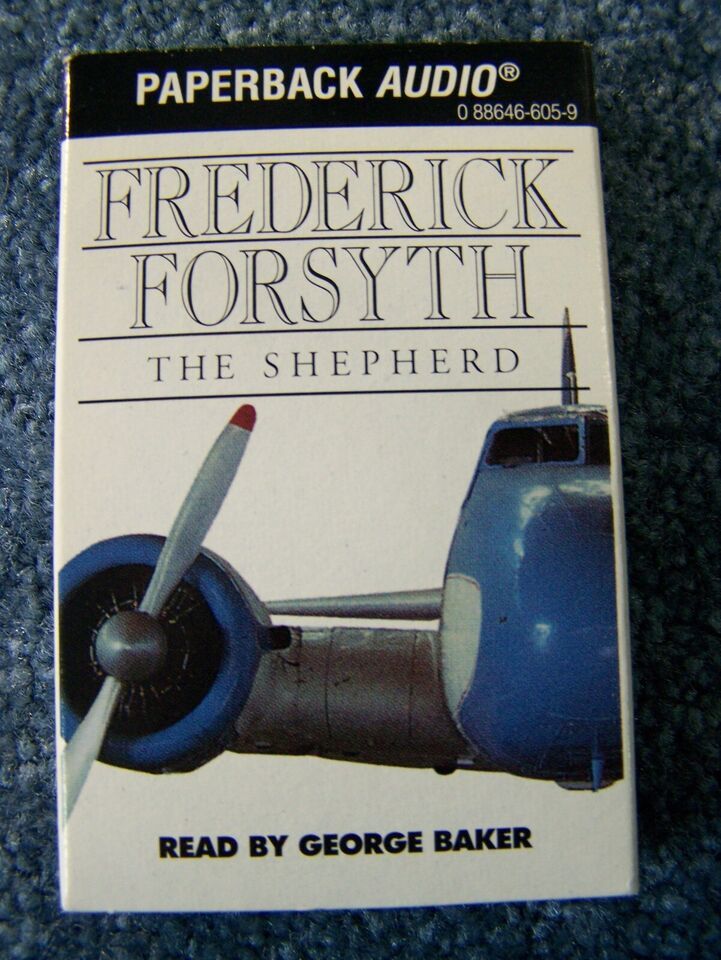 PAPERBACK AUDIO®
0 88646-605-9
FREDERICK
FORSYTH
THE SHEPHERD
READ BY GEORGE BAKER